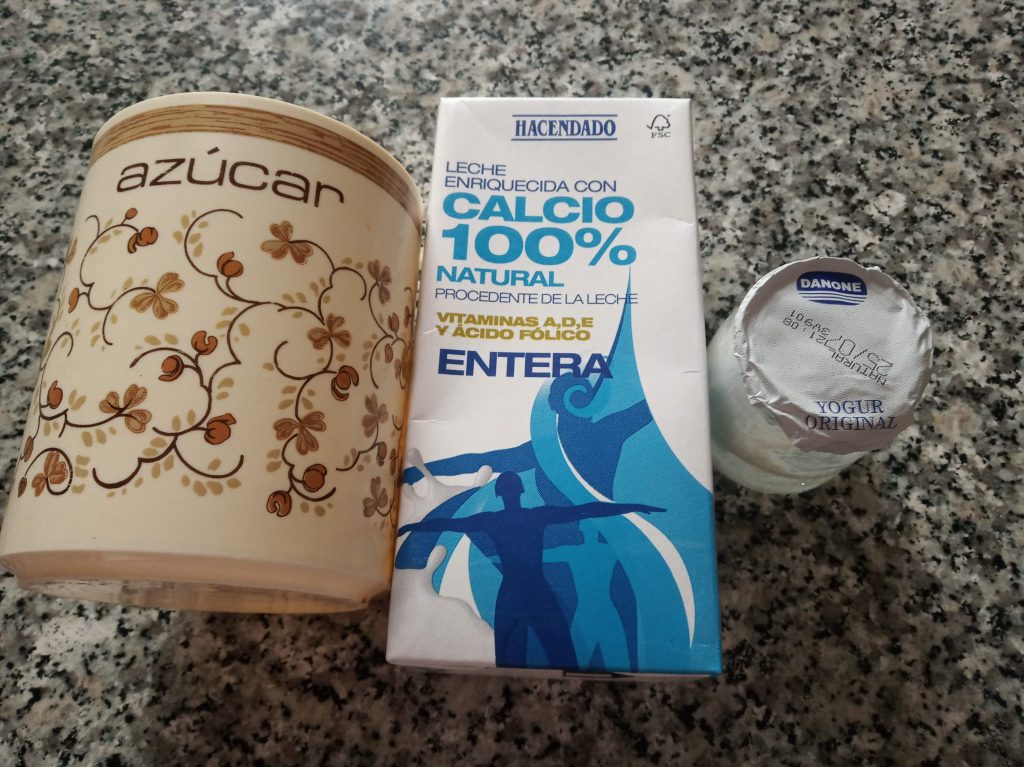 azúcar
HACENDADO
FSC
LECHE
ENRIQUECIDA CON
CALCIO
100%
NATURAL
PROCEDENTE DE LA LECHE
VITAMINAS A,D,E
Y ÁCIDO FÓLICO
ENTERA
DANONE
NATURAL
YOGUR
ORIGINAL